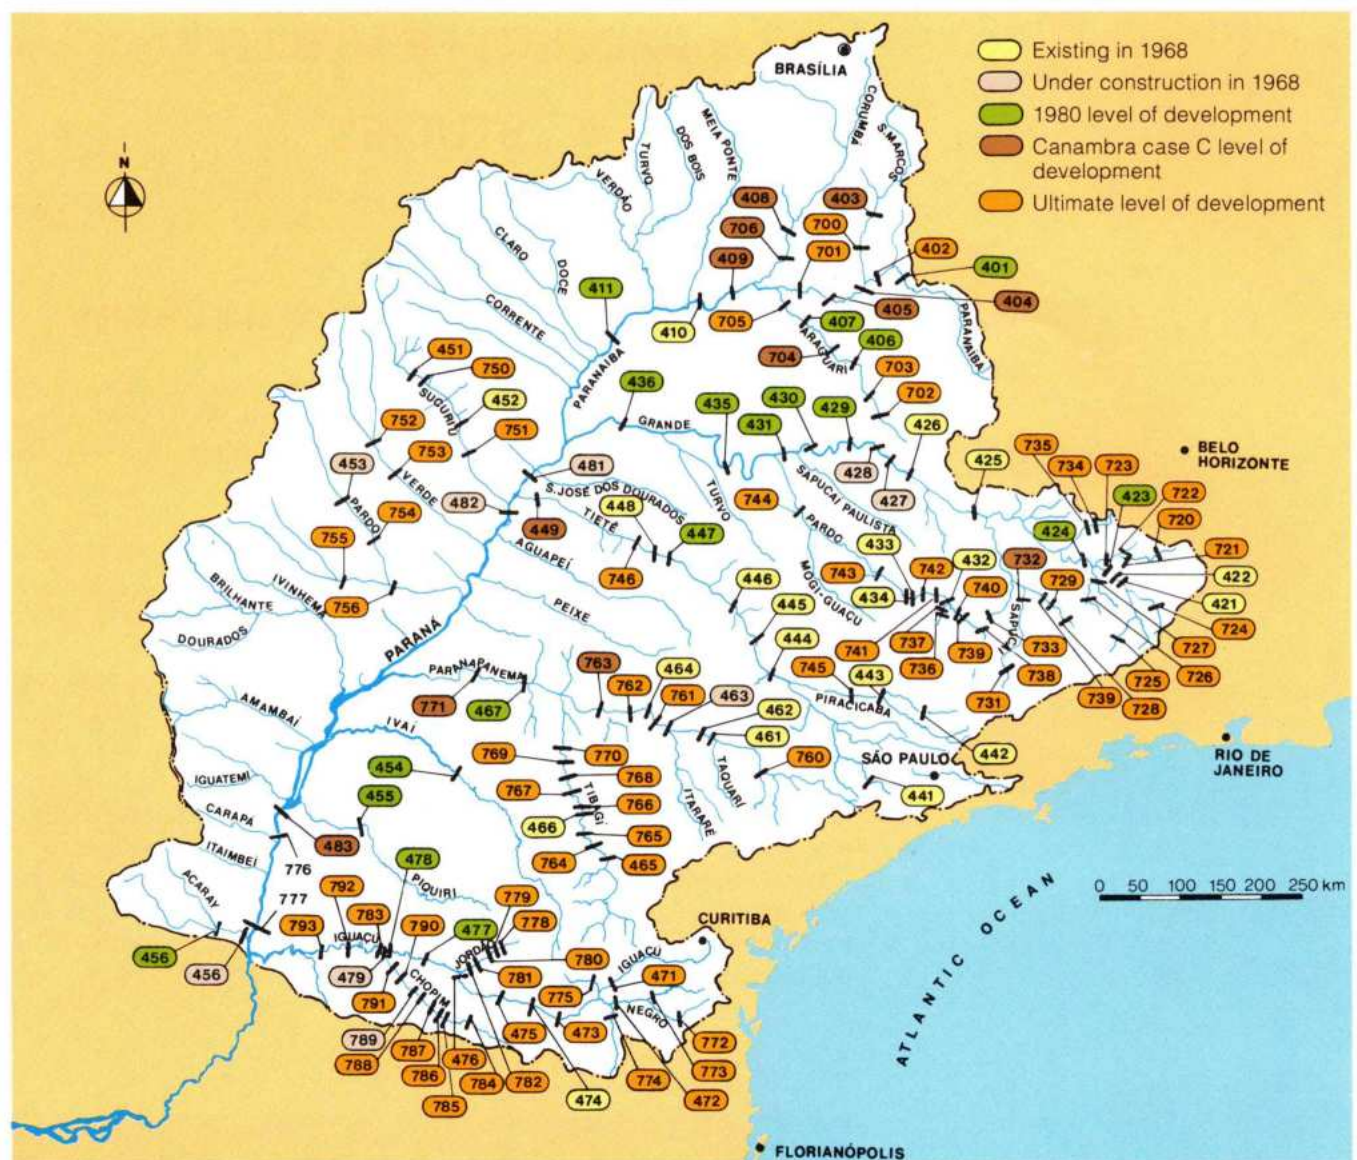 BRASÍLIA
Existing in 1968
Under construction in 1968
1980 level of development
Canambra case C level of
development
Ultimate level of development
N
CORUMBÁ
S.MARCOS
MEIA PONTE
DOS BOIS
TURVO
VERDÃO
CLARO
DOCE
CORRENTE
408
403
706
700
409
701
402
401
411
404
410
705
405
407
406
ARAGUARI
PARANAIBA
704
703
702
PARANAIBA
451
750
SUCURIÚ
452
436
435
430
429
426
GRANDE
431
752
753
751
428
427
453
481
425
735
734
723
BELO
HORIZONTE
423
722
720
VERDE
482
S.JOSÉ DOS DOURADOS
448
447
TURVO
744
SAPUCAI PAULISTA
PARDO
424
PARDO
754
449
TIETÉ
AGUAPEÍ
433
742
432
732
721
755
746
446
743
740
729
422
434
421
IVINHEMA
BRILHANTE
756
PEIXE
445
MOGI-GUAÇU
SAPUCAÍ
724
DOURADOS
PARANÁ
444
741
737
739
733
727
763
464
745
443
736
738
726
PARANAPANEMA
762
761
463
725
771
467
462
PIRACICABA
731
739
728
AMAMBAÍ
IVAÍ
461
442
769
770
760
SÃO PAULO
RIO DE
JANEIRO
454
768
TAQUARÍ
IGUATEMÍ
767
TIBAGÍ
766
ITARARÉ
441
CARAPÁ
455
466
765
483
776
ITAIMBEÍ
478
764
465
ACARAY
792
PIQUIRI
0 50 100 150 200 250 km
777
779
793
783
790
477
778
CURITIBA
IGUAÇÚ
JORDÃO
780
IGUAÇU
456
456
479
781
471
791
CHOPIM
775
NEGRO
789
475
473
772
788
787
476
773
786
784
782
774
785
474
472
ATLANTIC OCEAN
FLORIANÓPOLIS